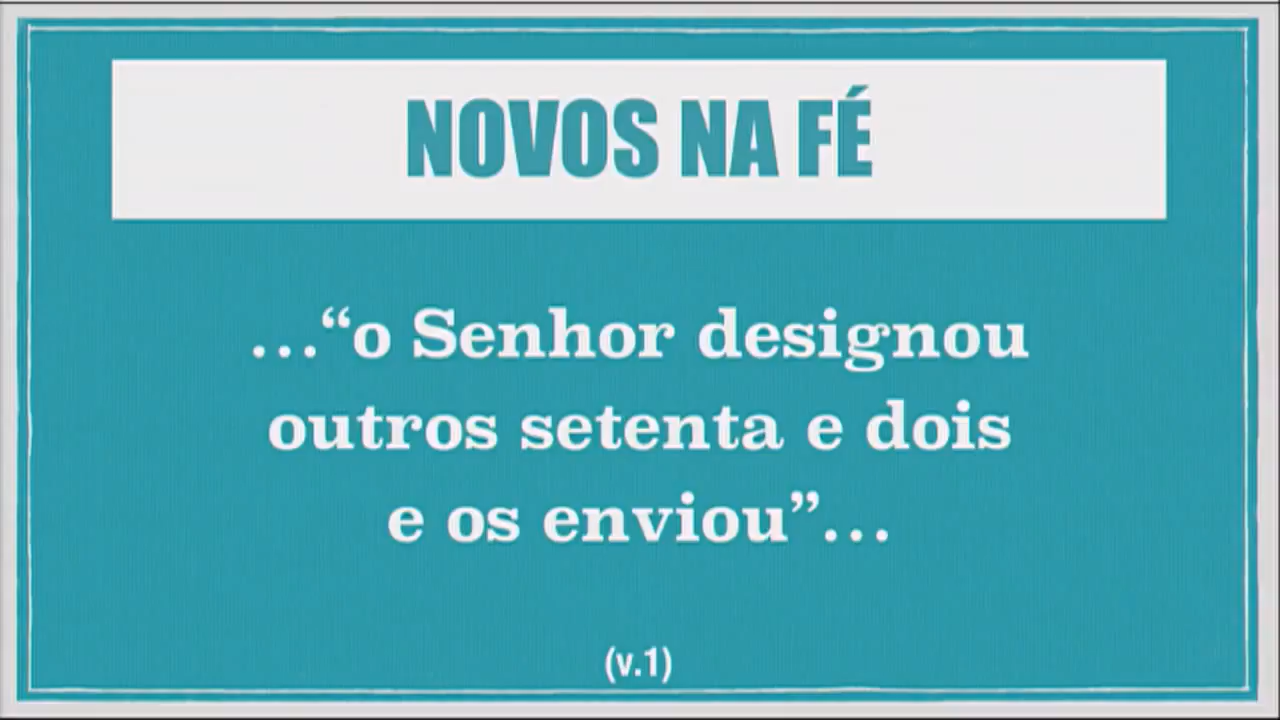 NOVOS NA FÉ
...“o Senhor designou
outros setenta e dois
e os enviou”...
(v.1)